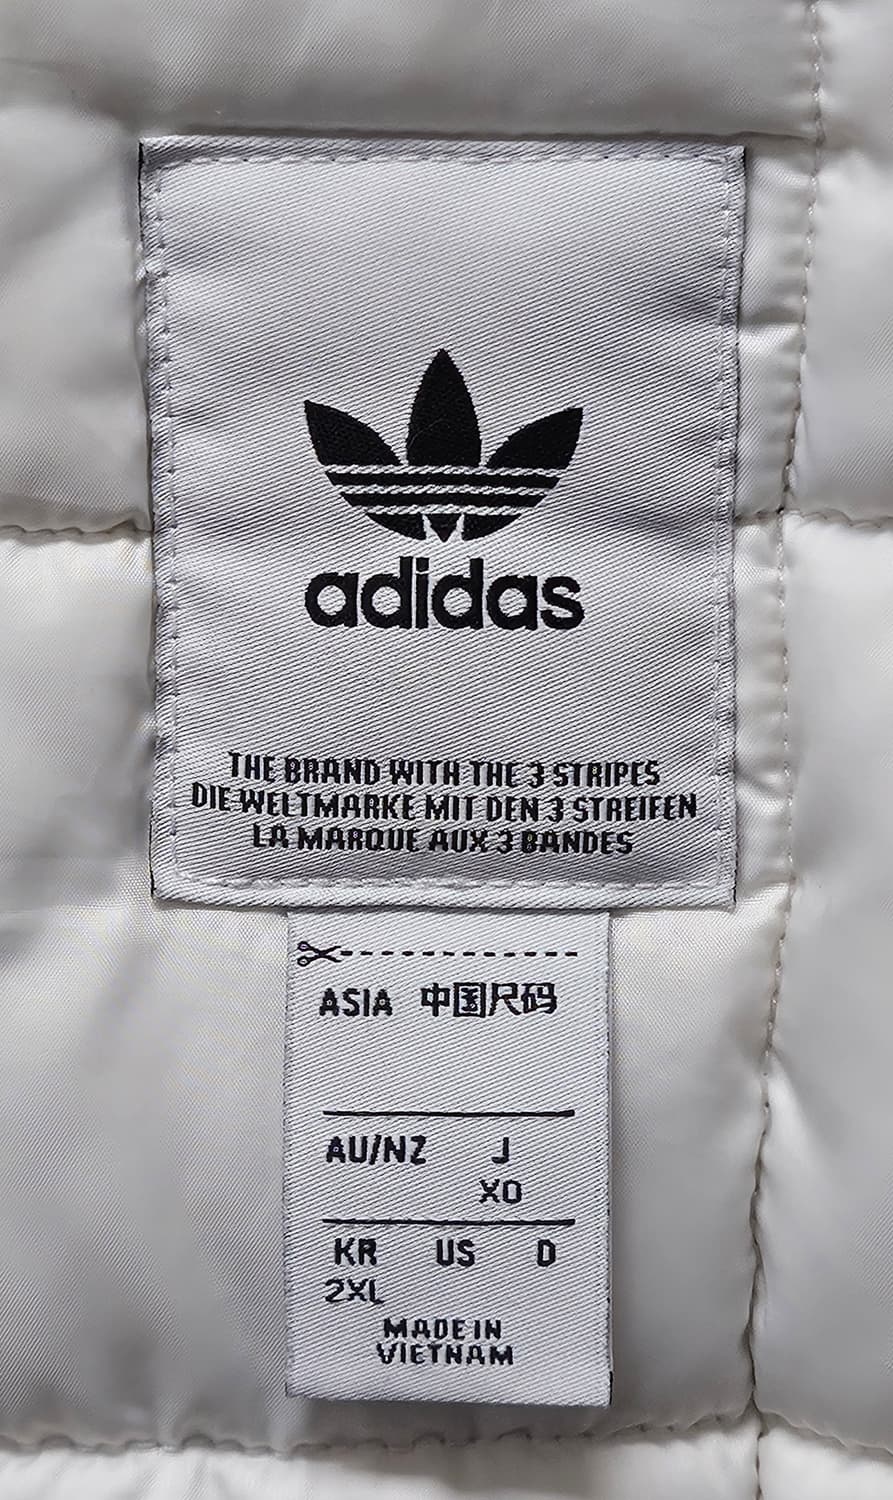 adidas
THE BRAND WITH THE 3 STRIPES
DIE WELTMARKE MIT DEN 3 STREIFEN
LA MARQUE AUX 3 BANDES
ASIA 中国尺码
AU/NZ J
XO
KR US D
2XL
MADE IN
VIETNAM